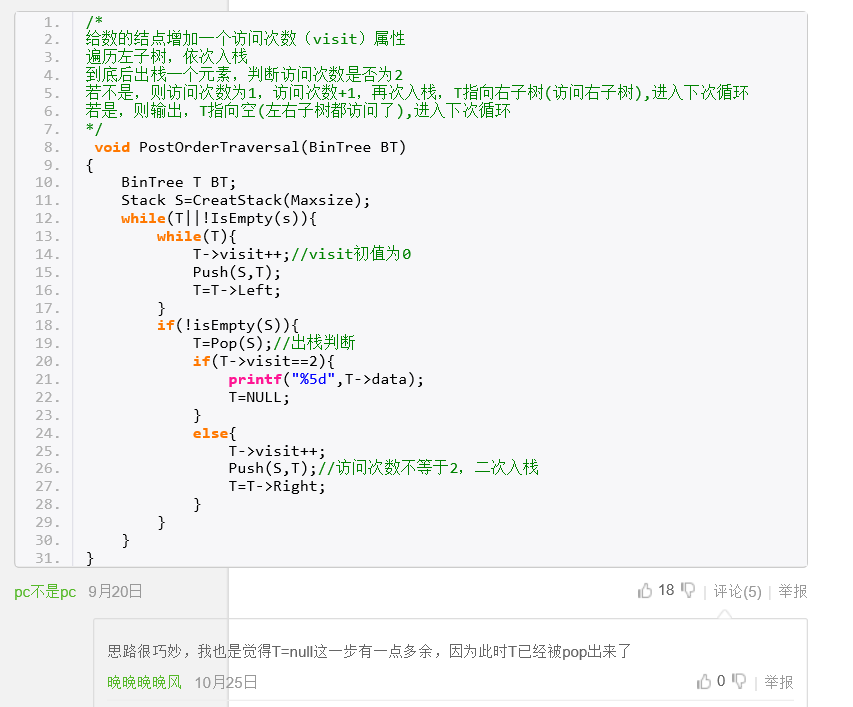 1. /*
2. 给数的结点增加一个访问次数（visit）属性
3. 遍历左子树，依次入栈
4. 到底后出栈一个元素，判断访问次数是否为2
5. 若不是，则访问次数为1，访问次数+1，再次入栈，T指向右子树(访问右子树),进入下次循环
6. 若是，则输出，T指向空(左右子树都访问了),进入下次循环
7. */
8.  void PostOrderTraversal(BinTree BT)
9. {
10.     BinTree T BT;
11.     Stack S=CreatStack(Maxsize);
12.     while(T||!IsEmpty(s)){
13.         while(T){
14.             T->visit++;//visit初值为0
15.             Push(S,T);
16.             T=T->Left;
17.         }
18.         if(!isEmpty(S)){
19.             T=Pop(S);//出栈判断
20.             if(T->visit==2){
21.                 printf("%5d",T->data);
22.                 T=NULL;
23.             }
24.             else{
25.                 T->visit++;
26.                 Push(S,T);//访问次数不等于2，二次入栈
27.                 T=T->Right;
28.             }
29.         }
30.     }
31. }
pc不是pc 9月20日 18 | 评论(5) | 举报
思路很巧妙，我也是觉得T=null这一步有一点多余，因为此时T已经被pop出来了
晚晚晚晚风 10月25日 0 | 举报